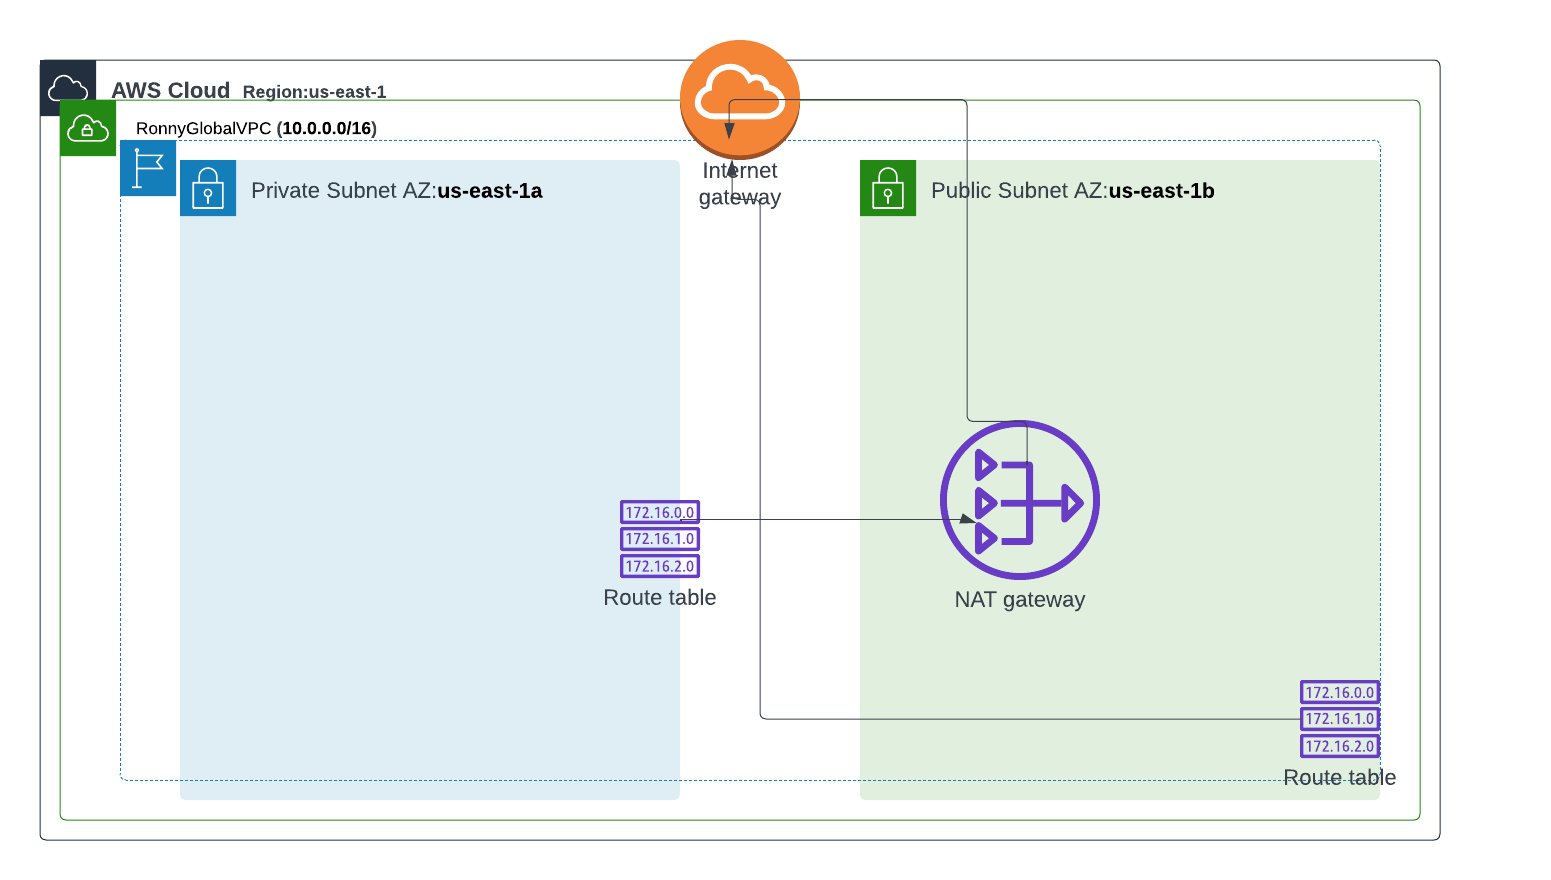 AWS Cloud Region:us-east-1
RonnyGlobalVPC (10.0.0.0/16)
Internet
gateway
Private Subnet AZ:us-east-1a
Public Subnet AZ:us-east-1b
172.16.0.0
172.16.1.0
172.16.2.0
Route table
NAT gateway
172.16.0.0
172.16.1.0
172.16.2.0
Route table